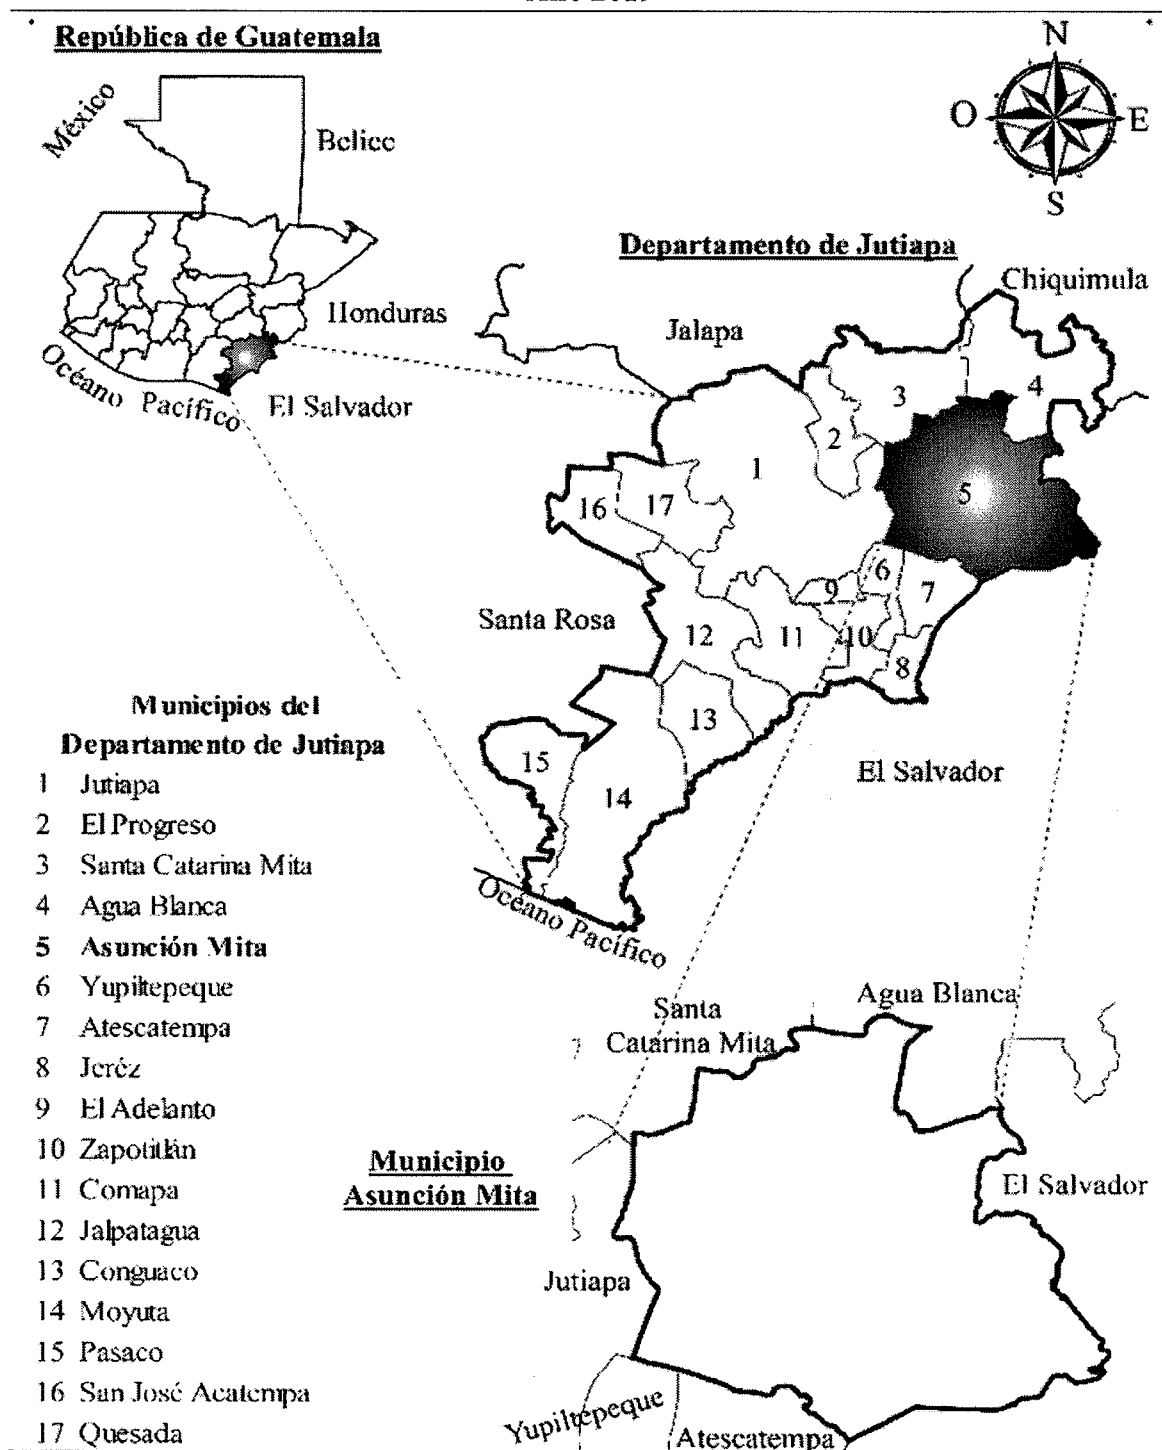 República de Guatemala
México
Belice
Honduras
El Salvador
Océano Pacífico
N
O
E
S
Departamento de Jutiapa
Chiquimula
Jalapa
3
4
2
1
5
16
17
6
9
7
Santa Rosa
12
11
10
8
13
15
14
El Salvador
Océano Pacífico
Municipios del
Departamento de Jutiapa
1 Jutiapa
2 El Progreso
3 Santa Catarina Mita
4 Agua Blanca
5 Asunción Mita
6 Yupiltepeque
7 Atescatempa
8 Jeréz
9 El Adelanto
10 Zapotitlán
11 Comapa
12 Jalpatagua
13 Conguaco
14 Moyuta
15 Pasaco
16 San José Acatempa
17 Quesada
Santa
Catarina Mita
Agua Blanca
Municipio
Asunción Mita
El Salvador
Jutiapa
Yupiltepeque
Atescatempa